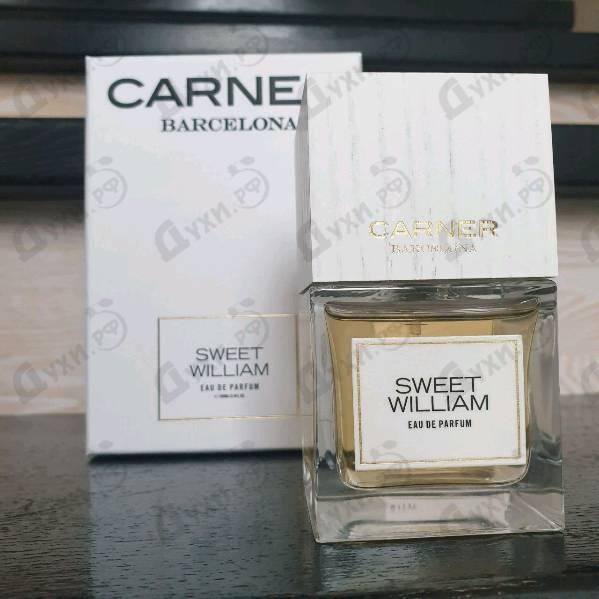 CARNER
BARCELONA
SWEET
WILLIAM
EAU DE PARFUM
CARNER
BARCELONA
SWEET
WILLIAM
EAU DE PARFUM
Духи.РФ